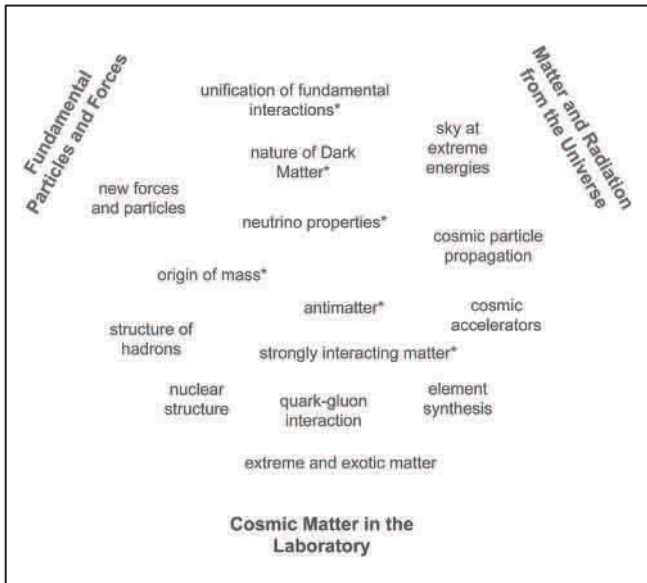 Fundamental
Particles and Forces
Matter and Radiation
from the Universe
unification of fundamental
interactions*
sky at
extreme
energies
nature of Dark
Matter*
new forces
and particles
neutrino properties*
cosmic particle
propagation
origin of mass*
antimatter*
cosmic
accelerators
structure of
hadrons
strongly interacting matter*
nuclear
structure
quark-gluon
interaction
element
synthesis
extreme and exotic matter
Cosmic Matter in the
Laboratory